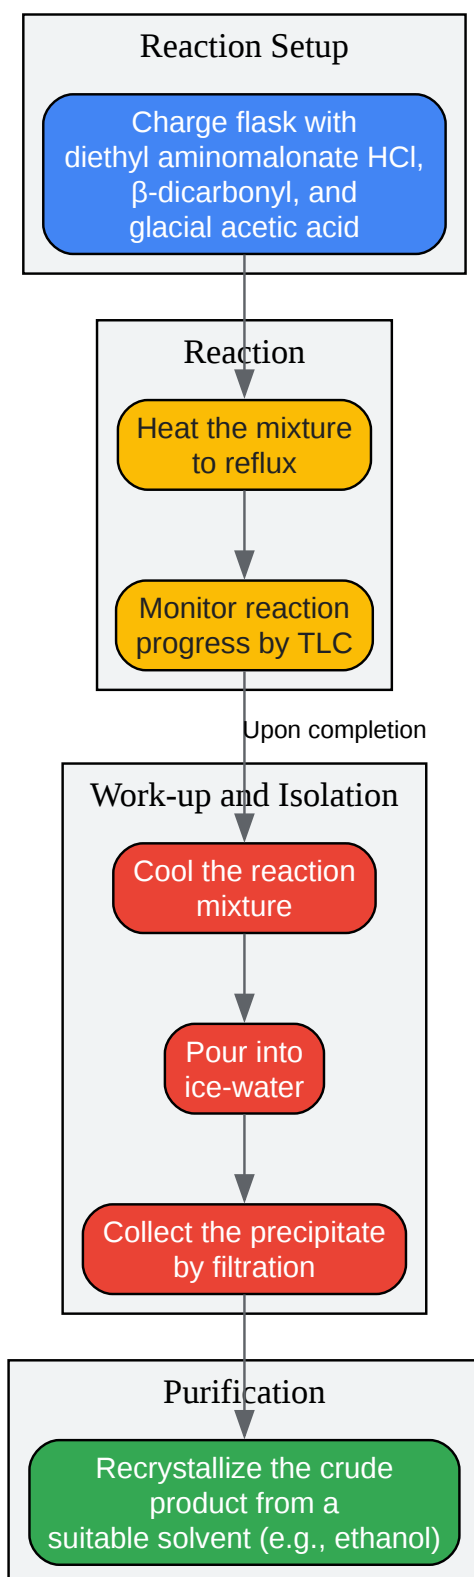 Reaction Setup
Charge flask with
diethyl aminomalonate HCl,
β-dicarbonyl, and
glacial acetic acid
Reaction
Heat the mixture
to reflux
Monitor reaction
progress by TLC
Upon completion
Work-up and Isolation
Cool the reaction
mixture
Pour into
ice-water
Collect the precipitate
by filtration
Purification
Recrystallize the crude
product from a
suitable solvent (e.g., ethanol)